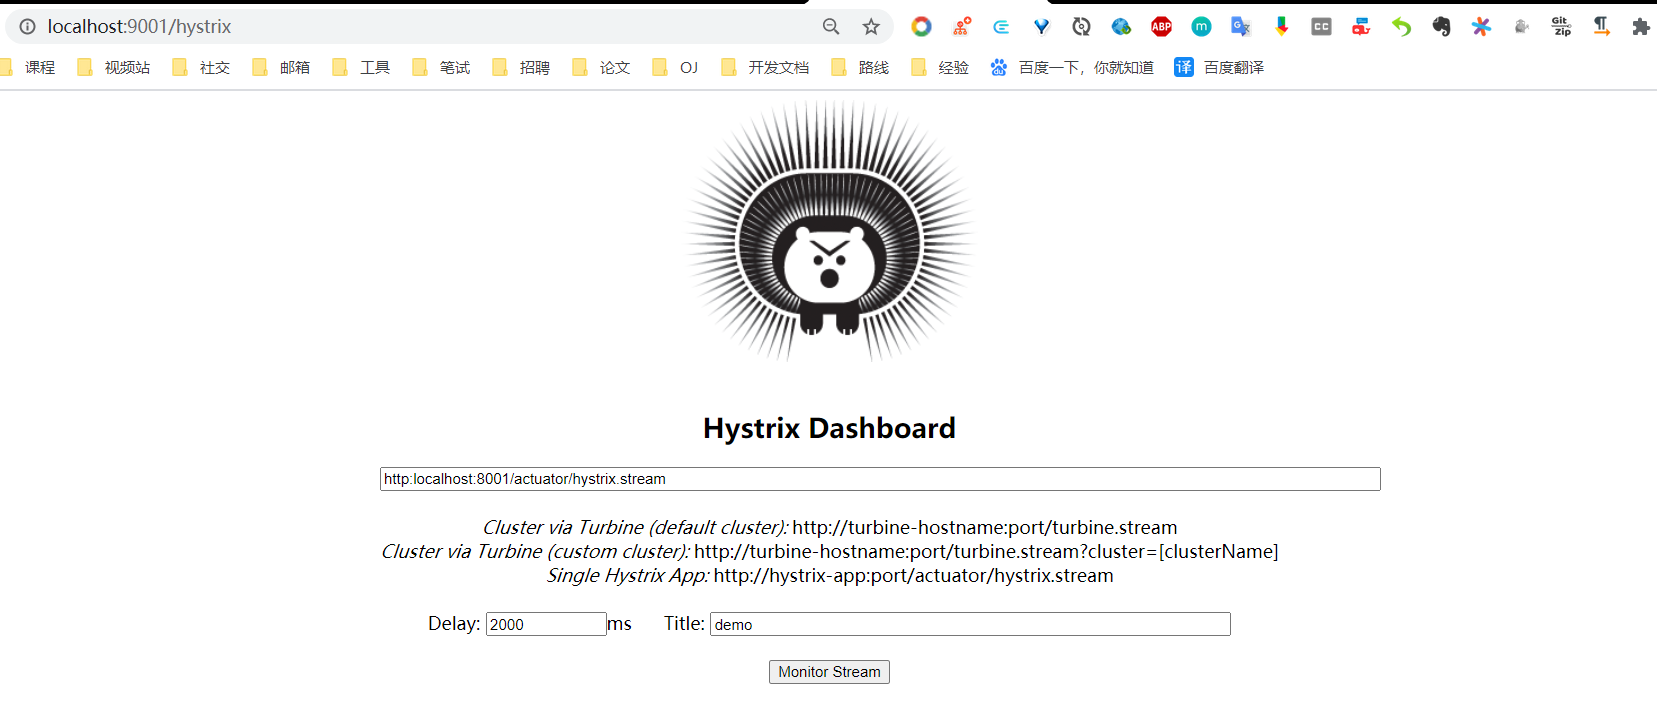 localhost:9001/hystrix
ABP
m
G
CC
Git
Zip
课程 视频站 社交 邮箱 工具 笔试 招聘 论文 OJ 开发文档 路线 经验 百度一下，你就知道 译 百度翻译
Hystrix Dashboard
http:localhost:8001/actuator/hystrix.stream
Cluster via Turbine (default cluster): http://turbine-hostname:port/turbine.stream
Cluster via Turbine (custom cluster): http://turbine-hostname:port/turbine.stream?cluster=[clusterName]
Single Hystrix App: http://hystrix-app:port/actuator/hystrix.stream
Delay: 2000 ms Title: demo
Monitor Stream